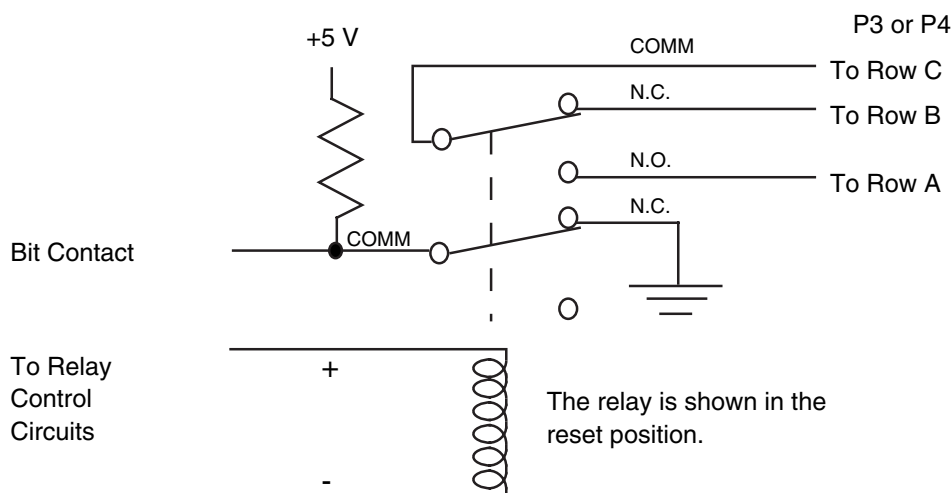 P3 or P4
+5 V
COMM
To Row C
N.C.
To Row B
N.O.
To Row A
N.C.
Bit Contact
COMM
To Relay
Control
Circuits
+
-
The relay is shown in the
reset position.